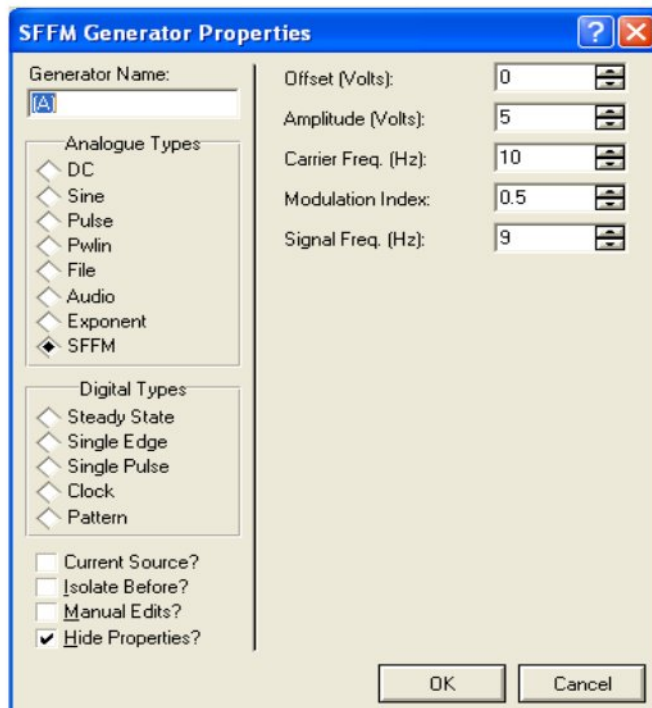 SFFM Generator Properties
Generator Name:
(A)
Analogue Types
DC
Sine
Pulse
Pwlin
File
Audio
Exponent
SFFM
Digital Types
Steady State
Single Edge
Single Pulse
Clock
Pattern
Current Source?
Isolate Before?
Manual Edits?
Hide Properties?
Offset (Volts): 0
Amplitude (Volts): 5
Carrier Freq. (Hz): 10
Modulation Index: 0.5
Signal Freq. (Hz): 9
OK Cancel